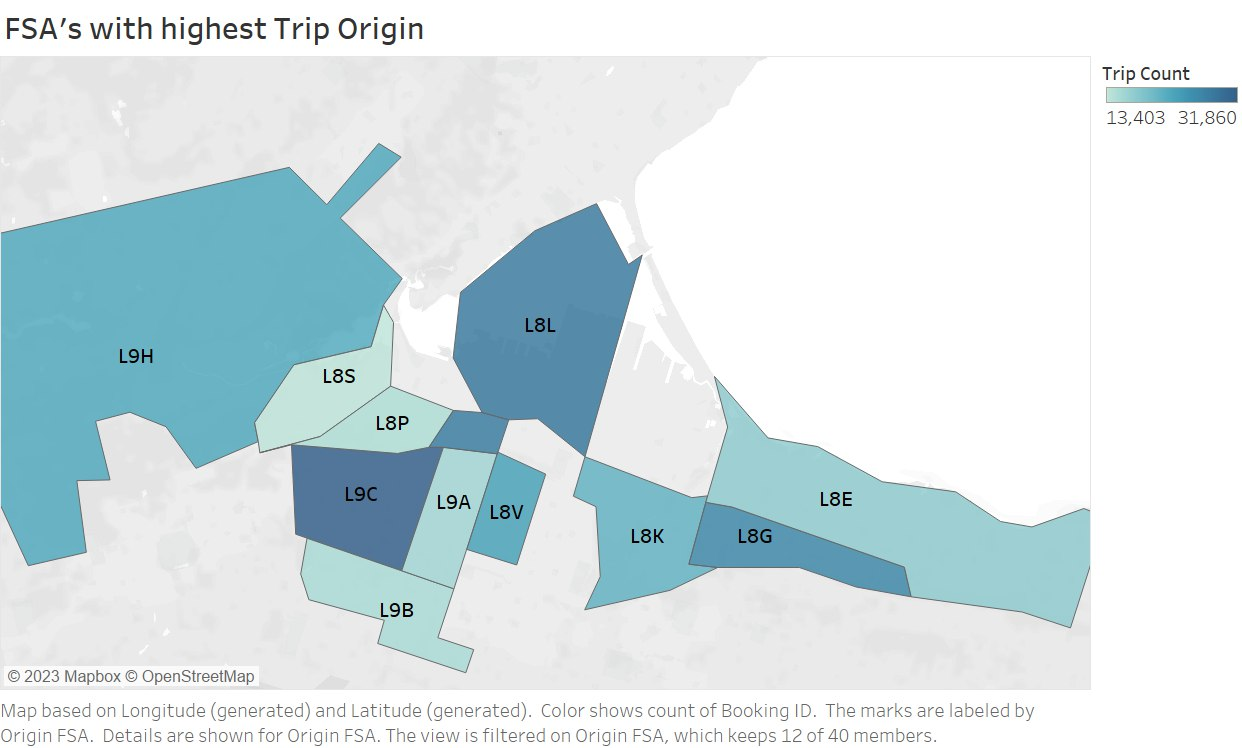 FSA's with highest Trip Origin
Trip Count
13,403 31,860
L8L
L9H
L8S
L8P
L9C
L9A
L8V
L8E
L8K
L8G
L9B
© 2023 Mapbox © OpenStreetMap
Map based on Longitude (generated) and Latitude (generated).  Color shows count of Booking ID.  The marks are labeled by
Origin FSA.  Details are shown for Origin FSA. The view is filtered on Origin FSA, which keeps 12 of 40 members.